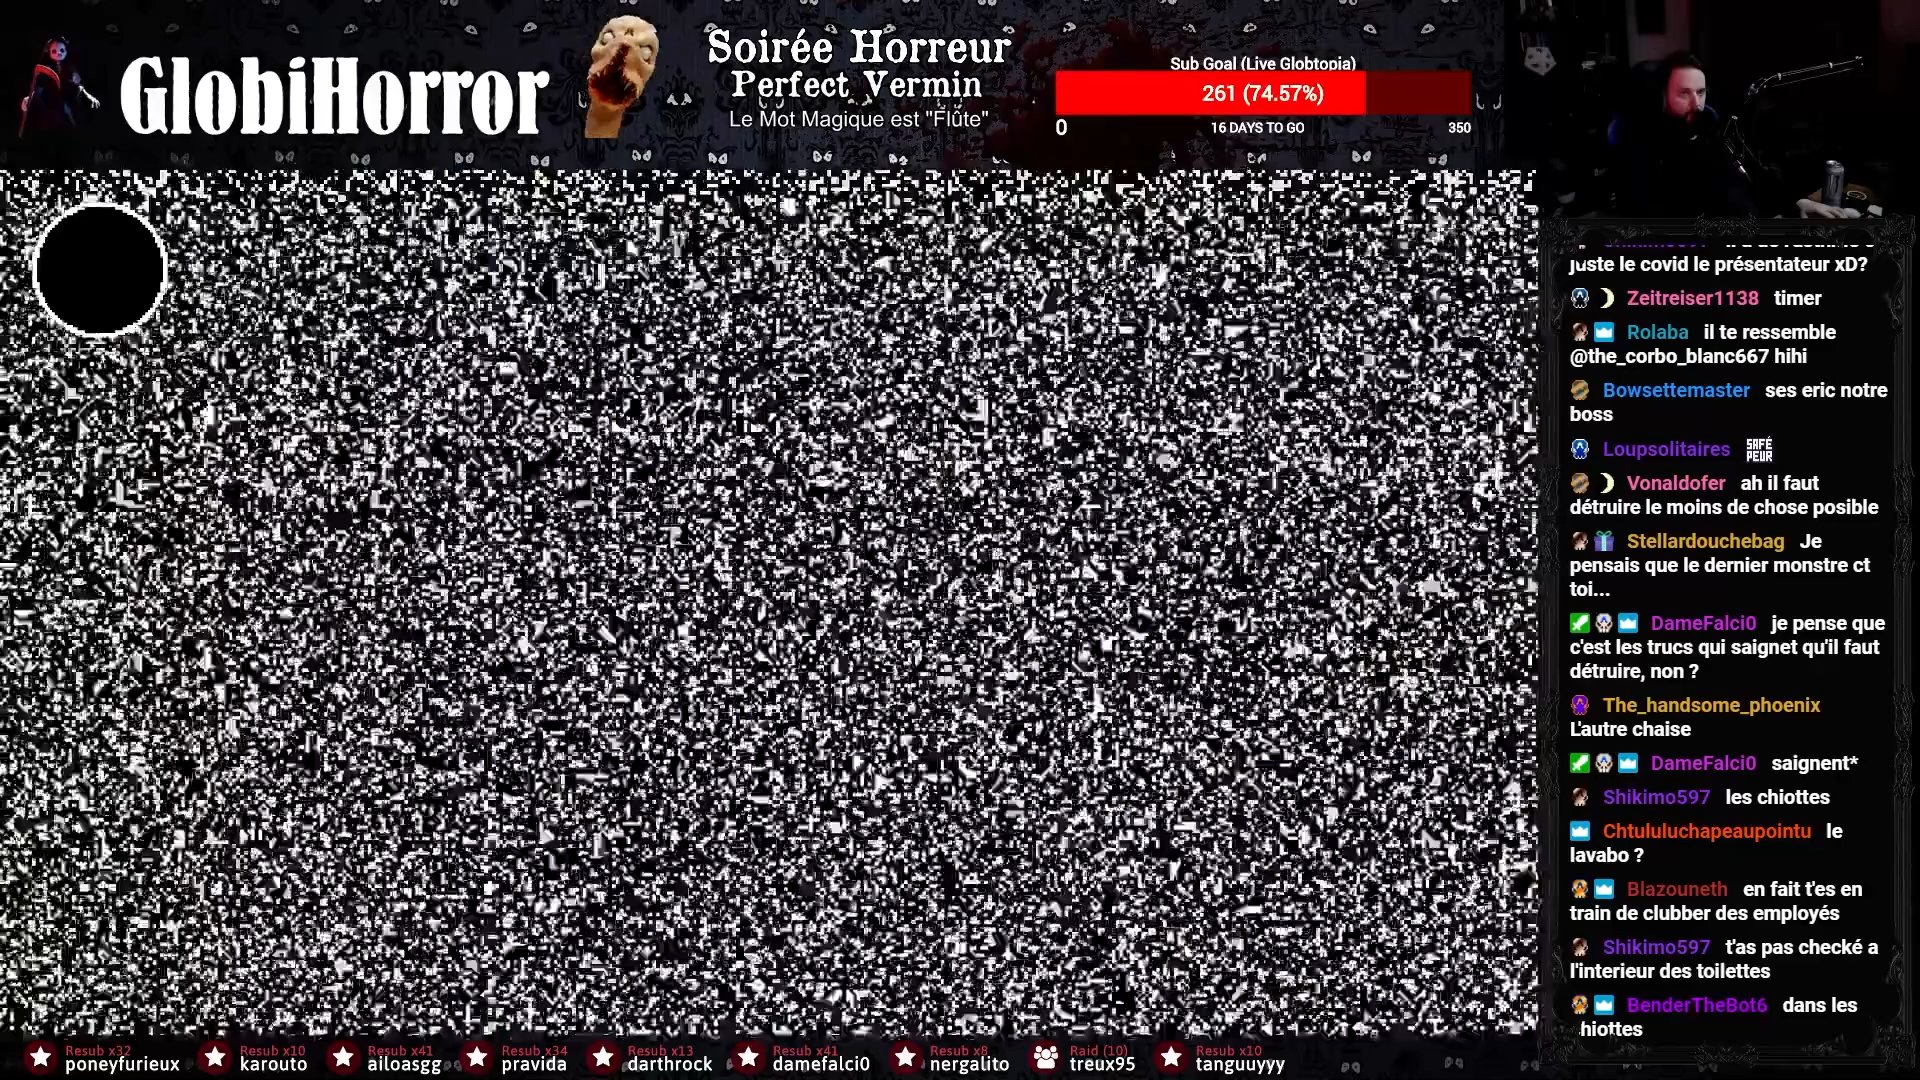 GlobiHorror
Soirée Horreur
Perfect Vermin
Le Mot Magique est "Flûte"
Sub Goal (Live Globtopia)
261 (74.57%)
0
16 DAYS TO GO
350
juste le covid le présentateur xD?
Zeitreiser1138 timer
Rolaba il te ressemble
@the_corbo_blanc667 hihi
Bowsettemaster ses eric notre
boss
Loupsolitaires SAFÉ
PEUR
Vonaldofer ah il faut
détruire le moins de chose posible
Stellardouchebag Je
pensais que le dernier monstre ct
toi...
DameFalci0 je pense que
c'est les trucs qui saignet qu'il faut
détruire, non ?
The_handsome_phoenix
L'autre chaise
DameFalci0 saignent*
Shikimo597 les chiottes
Chtululuchapeaupointu le
lavabo ?
Blazouneth en fait t'es en
train de clubber des employés
Shikimo597 t'as pas checké a
l'interieur des toilettes
BenderTheBot6 dans les
hiottes
Resub x32
poneyfurieux
Resub x10
karouto
Resub x41
ailoasgg
Resub x34
pravida
Resub x13
darthrock
Resub x41
damefalci0
Resub x8
nergalito
Raid (10)
treux95
Resub x10
tanguuyyy